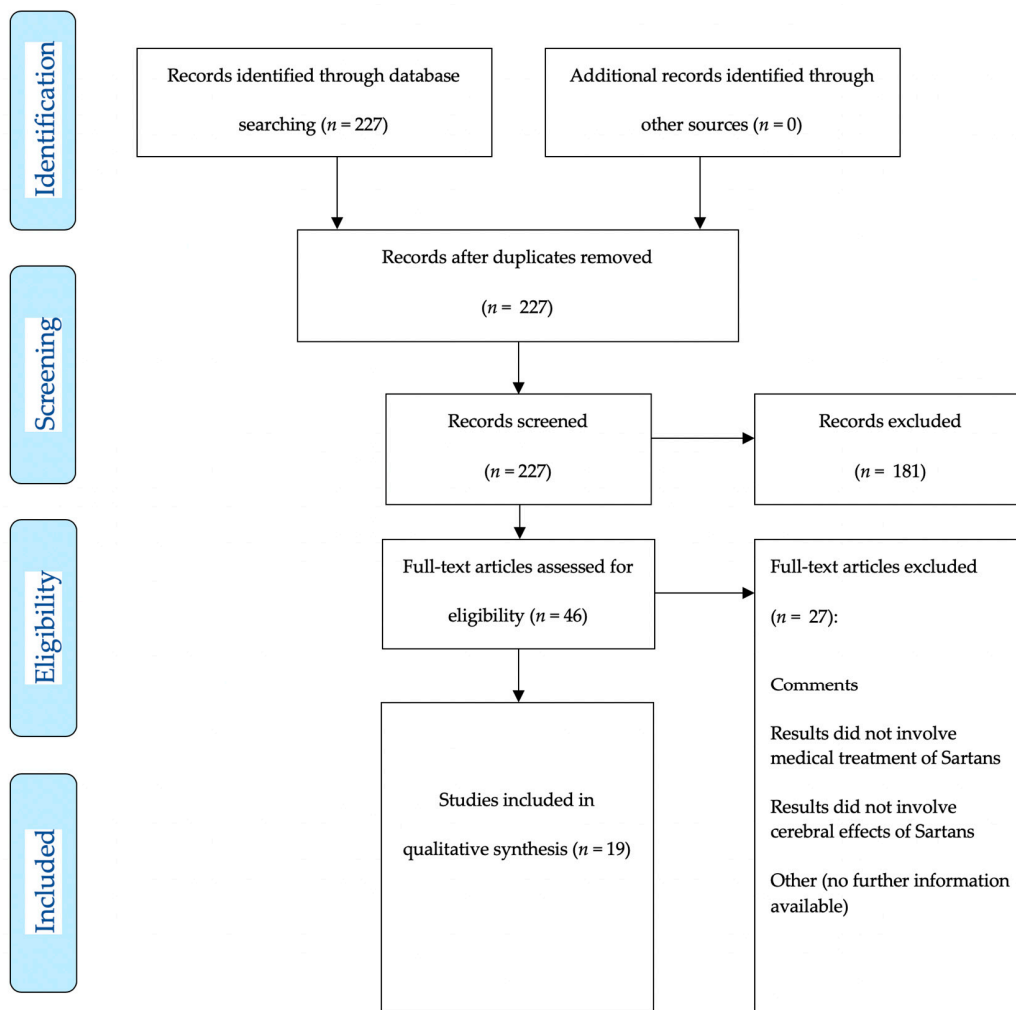 Identification
Records identified through database
searching (n = 227)
Additional records identified through
other sources (n = 0)
Records after duplicates removed
(n = 227)
Screening
Records screened
(n = 227)
Records excluded
(n = 181)
Eligibility
Full-text articles assessed for
eligibility (n = 46)
Full-text articles excluded
(n = 27):
Comments
Results did not involve
medical treatment of Sartans
Results did not involve
cerebral effects of Sartans
Other (no further information
available)
Included
Studies included in
qualitative synthesis (n = 19)